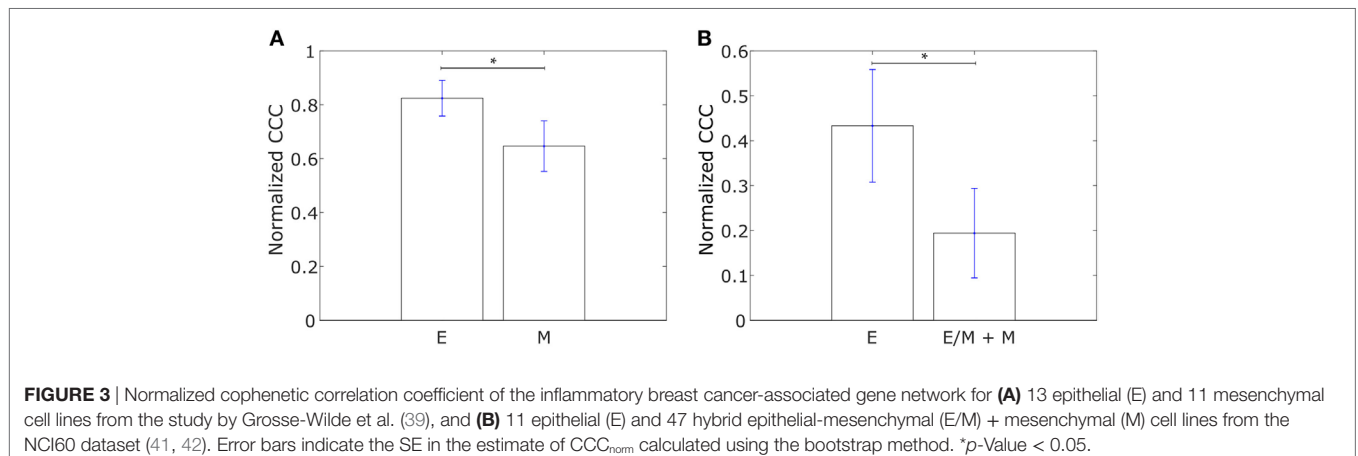 A
B
1
0.8
0.6
0.4
0.2
0
Normalized CCC
*
E
M
0.6
0.5
0.4
0.3
0.2
0.1
0
Normalized CCC
*
E
E/M + M
FIGURE 3 | Normalized cophenetic correlation coefficient of the inflammatory breast cancer-associated gene network for (A) 13 epithelial (E) and 11 mesenchymal
cell lines from the study by Grosse-Wilde et al. (39), and (B) 11 epithelial (E) and 47 hybrid epithelial-mesenchymal (E/M) + mesenchymal (M) cell lines from the
NCI60 dataset (41, 42). Error bars indicate the SE in the estimate of CCCnorm calculated using the bootstrap method. *p-Value < 0.05.